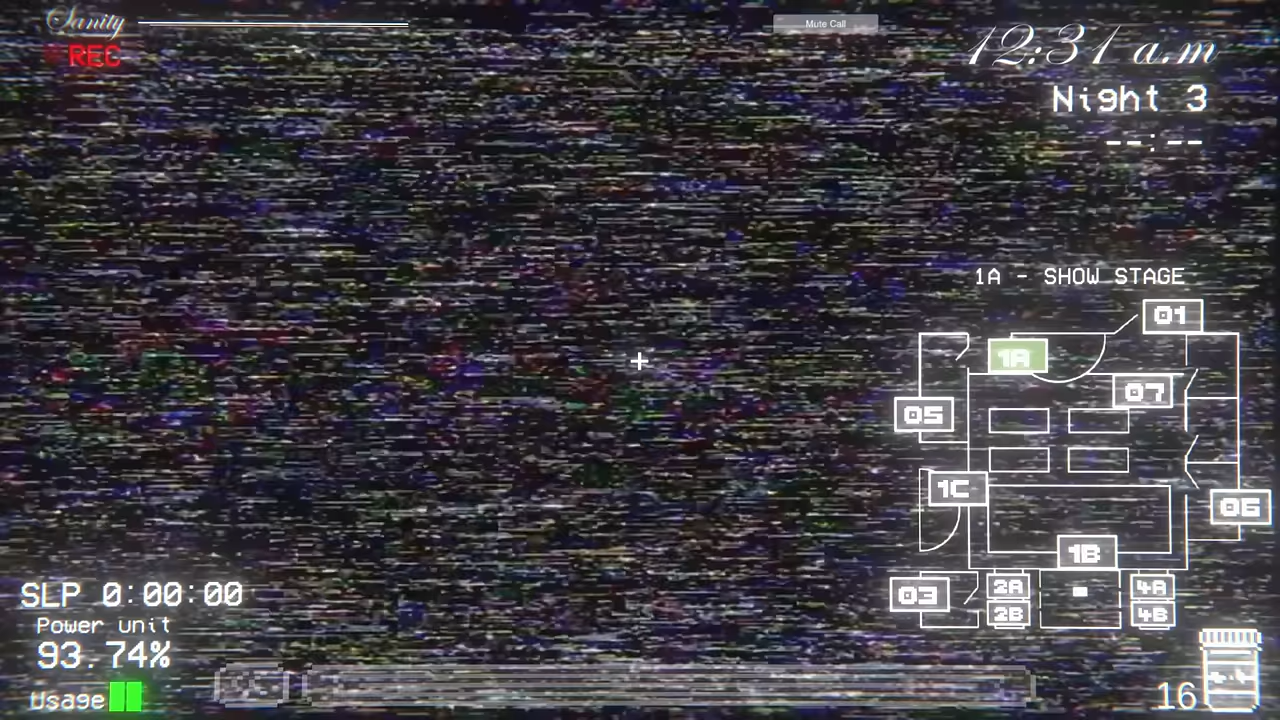 Sanity
REC
Mute Call
12:31 a.m
Night 3
--:--
1A - SHOW STAGE
01
1A
07
05
1C
06
1B
03
2A
4A
2B
4B
SLP 0:00:00
Power unit
93.74%
Usage
16